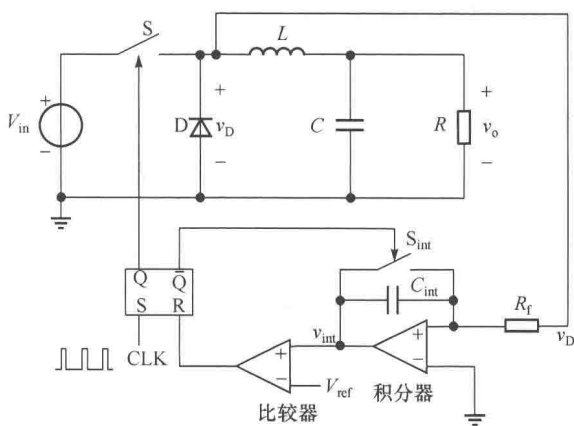 S
L
V_in
+
−
D
+
v_D
−
C
R
+
v_o
−
Q
Q̄
S
R
S_int
C_int
v_int
R_f
v_D
CLK
+
−
V_ref
+
−
比较器
积分器